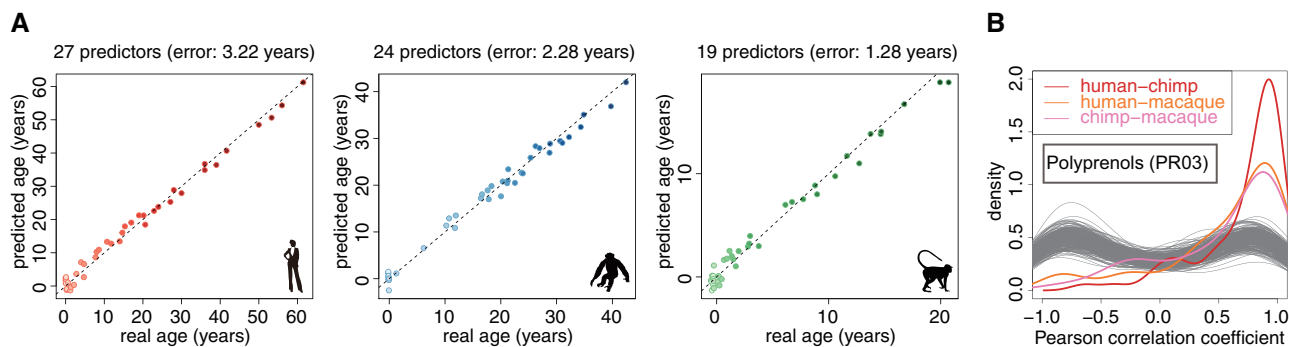 A
B
27 predictors (error: 3.22 years)
24 predictors (error: 2.28 years)
19 predictors (error: 1.28 years)
predicted age (years)
0 10 20 30 40 50 60
0 10 20 30 40 50 60
real age (years)
predicted age (years)
0 10 20 30 40
0 10 20 30 40
real age (years)
predicted age (years)
0 10
0 5 10 15 20
real age (years)
density
0.0 0.5 1.0 1.5 2.0
human−chimp
human−macaque
chimp−macaque
Polyprenols (PR03)
−1.0 −0.5 0.0 0.5 1.0
Pearson correlation coefficient